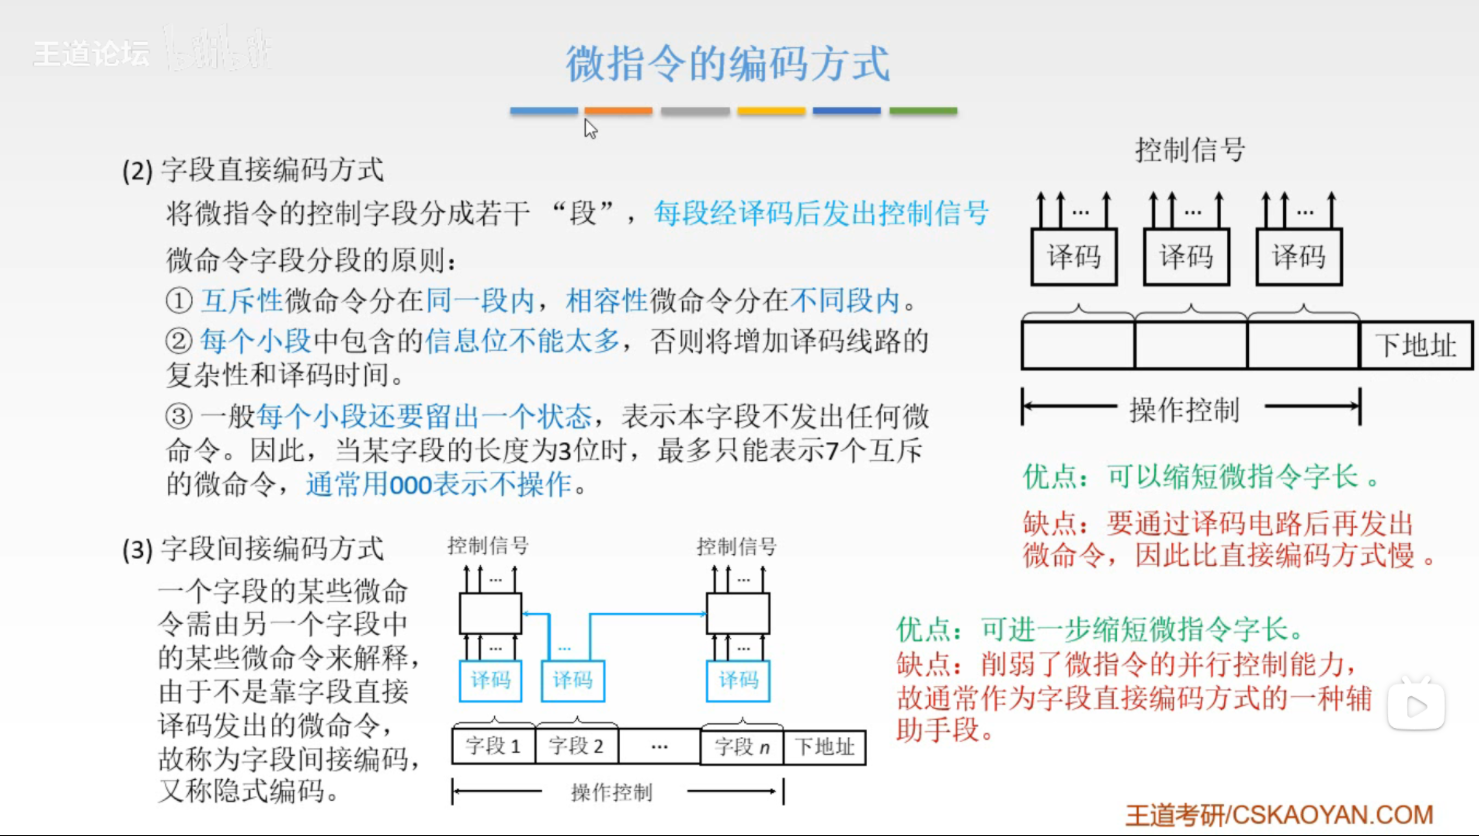 王道论坛
微指令的编码方式
(2) 字段直接编码方式
将微指令的控制字段分成若干 “段”，每段经译码后发出控制信号
微命令字段分段的原则：
① 互斥性微命令分在同一段内，相容性微命令分在不同段内。
② 每个小段中包含的信息位不能太多，否则将增加译码线路的
复杂性和译码时间。
③ 一般每个小段还要留出一个状态，表示本字段不发出任何微
命令。因此，当某字段的长度为3位时，最多只能表示7个互斥
的微命令，通常用000表示不操作。
控制信号
... ... ...
译码 译码 译码
下地址
操作控制
优点：可以缩短微指令字长 。
缺点：要通过译码电路后再发出
微命令，因此比直接编码方式慢 。
(3) 字段间接编码方式
一个字段的某些微命
令需由另一个字段中
的某些微命令来解释，
由于不是靠字段直接
译码发出的微命令，
故称为字段间接编码，
又称隐式编码。
控制信号 控制信号
... ...
... ... ...
译码 译码 译码
字段 1 字段 2 ... 字段 n 下地址
操作控制
优点：可进一步缩短微指令字长。
缺点：削弱了微指令的并行控制能力，
故通常作为字段直接编码方式的一种辅
助手段。
王道考研/CSKAOYAN.COM